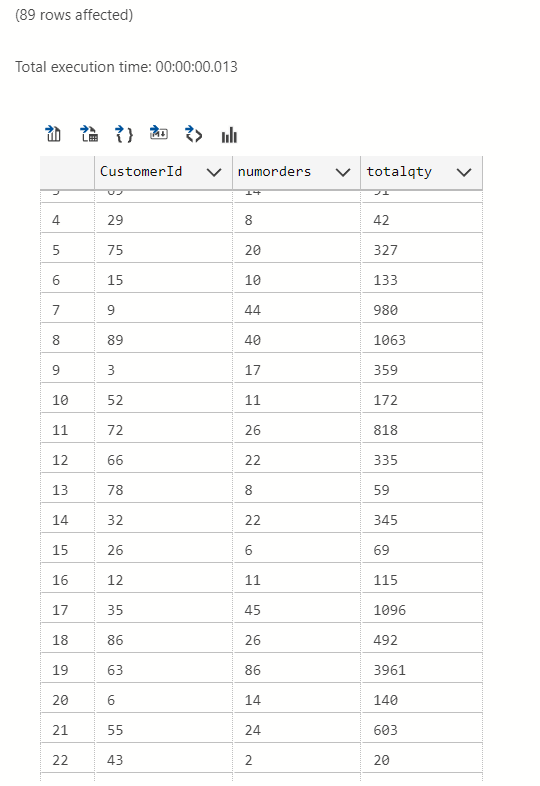 (89 rows affected)
Total execution time: 00:00:00.013
CustomerId numorders totalqty
4 29 8 42
5 75 20 327
6 15 10 133
7 9 44 980
8 89 40 1063
9 3 17 359
10 52 11 172
11 72 26 818
12 66 22 335
13 78 8 59
14 32 22 345
15 26 6 69
16 12 11 115
17 35 45 1096
18 86 26 492
19 63 86 3961
20 6 14 140
21 55 24 603
22 43 2 20